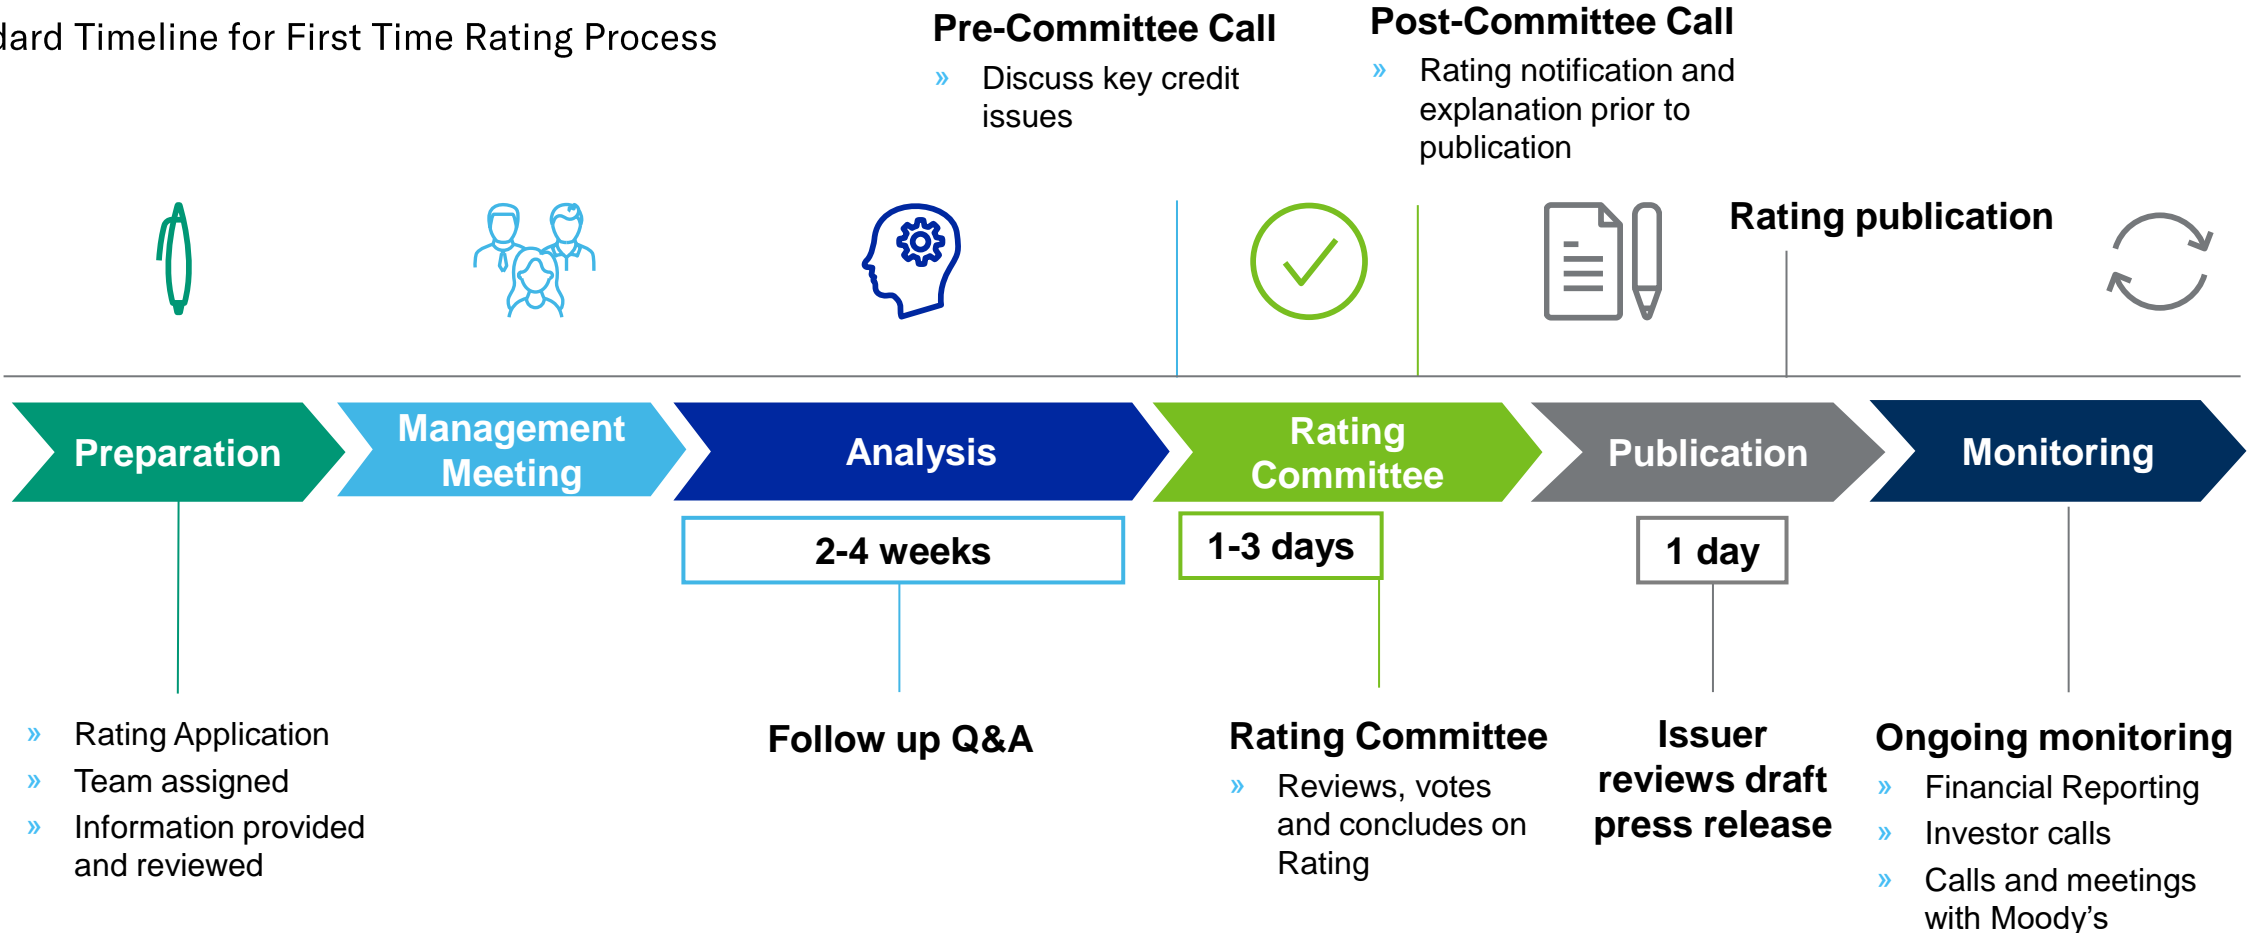 Timeline for First Time Rating Process
Pre-Committee Call
» Discuss key credit
issues
Post-Committee Call
» Rating notification and
explanation prior to
publication
Rating publication
Preparation
Management
Meeting
Analysis
Rating
Committee
Publication
Monitoring
2-4 weeks
1-3 days
1 day
» Rating Application
» Team assigned
» Information provided
and reviewed
Follow up Q&A
Rating Committee
» Reviews, votes
and concludes on
Rating
Issuer
reviews draft
press release
Ongoing monitoring
» Financial Reporting
» Investor calls
» Calls and meetings
with Moody's